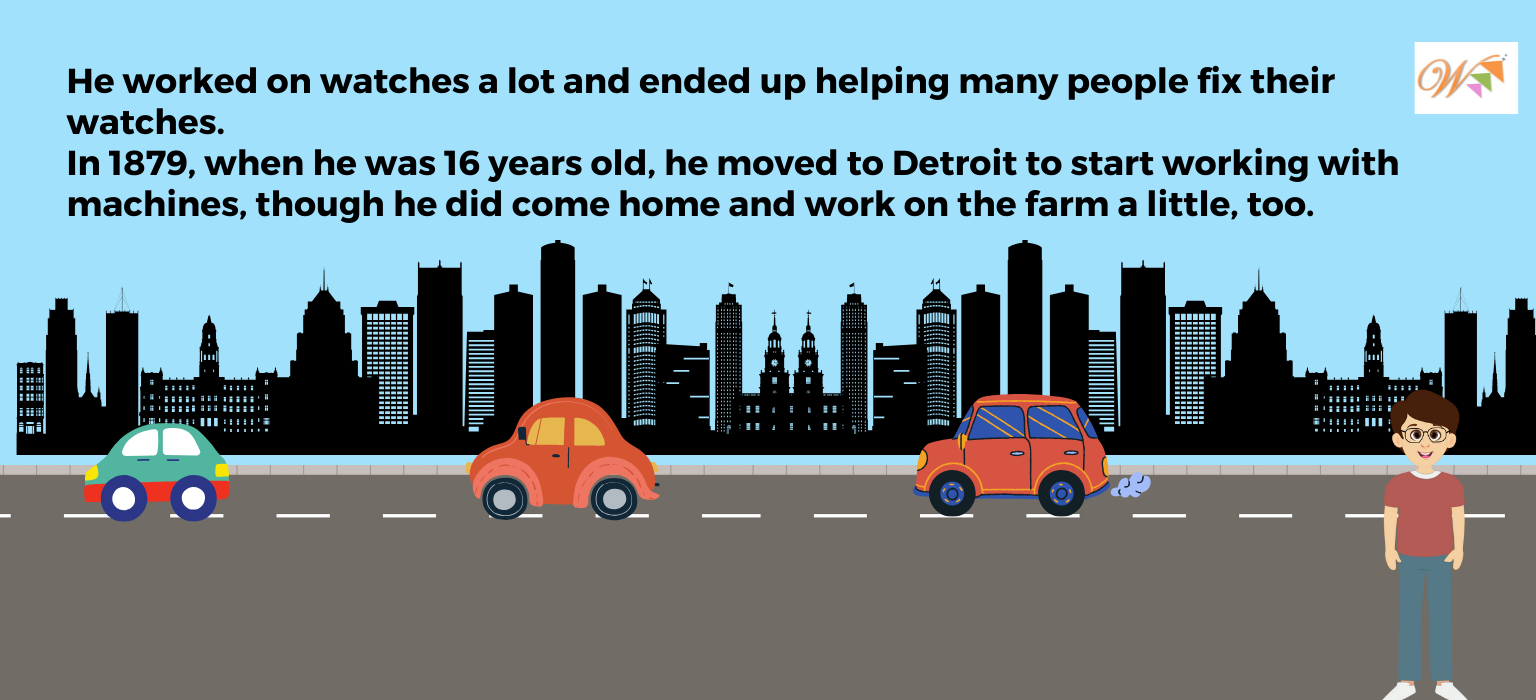 He worked on watches a lot and ended up helping many people fix their
watches.
In 1879, when he was 16 years old, he moved to Detroit to start working with
machines, though he did come home and work on the farm a little, too.
W